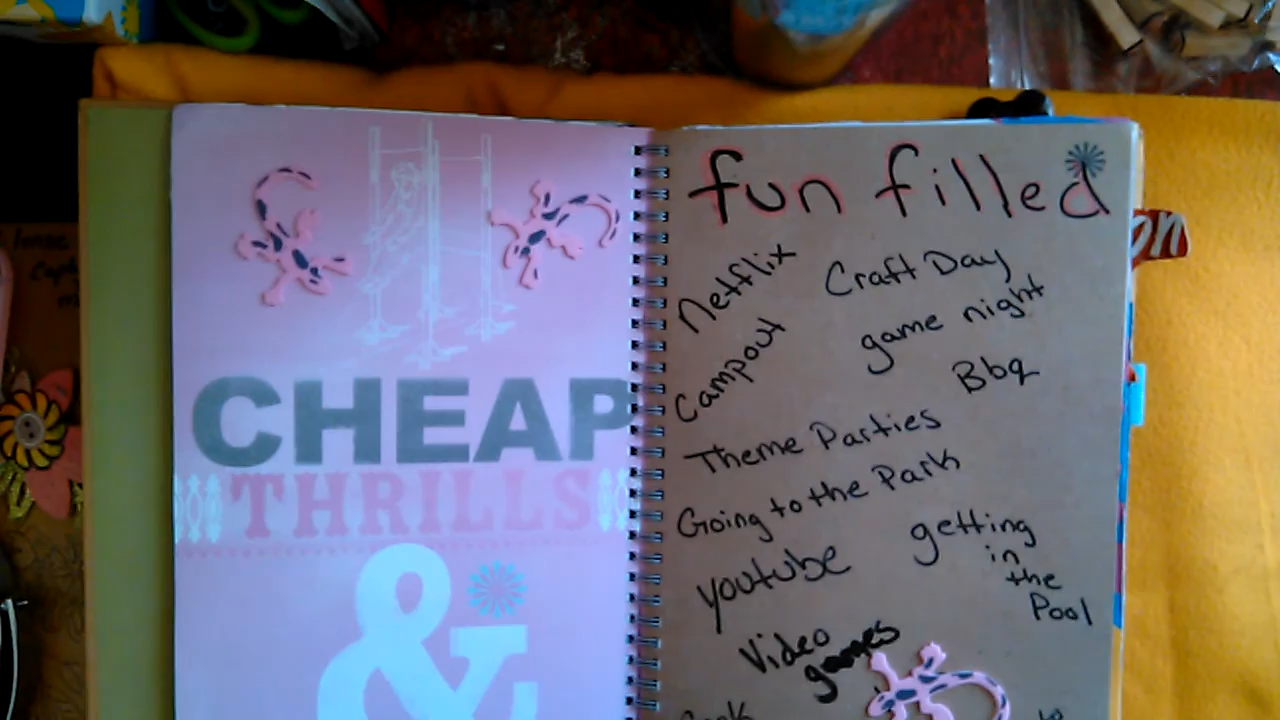 CHEAP
THRILLS
&
fun filled
Netflix
Craft Day
game night
Campout
Bbq
Theme Parties
Going to the Park
youtube
getting
in
the
Pool
Video
games
on